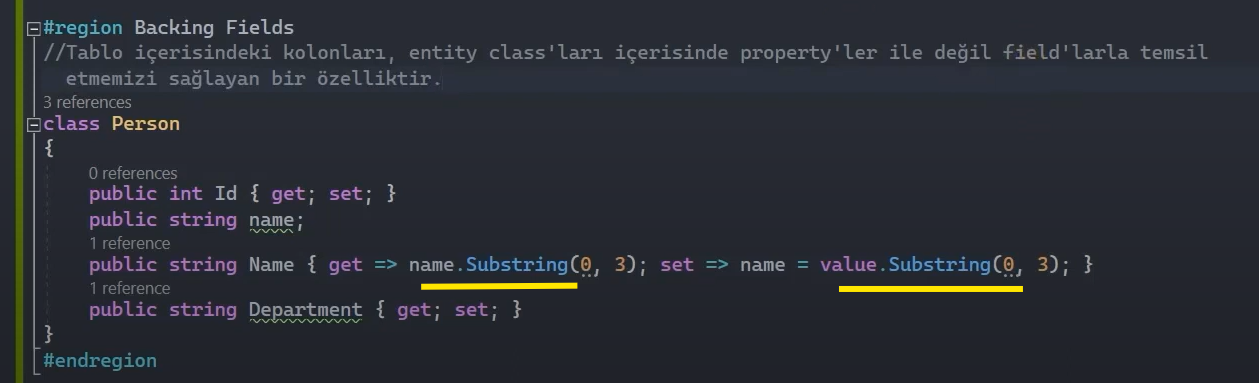 #region Backing Fields
//Tablo içerisindeki kolonları, entity class'ları içerisinde property'ler ile değil field'larla temsil
etmemizi sağlayan bir özelliktir.
3 references
class Person
{
0 references
public int Id { get; set; }
public string name;
1 reference
public string Name { get => name.Substring(0, 3); set => name = value.Substring(0, 3); }
1 reference
public string Department { get; set; }
}
#endregion